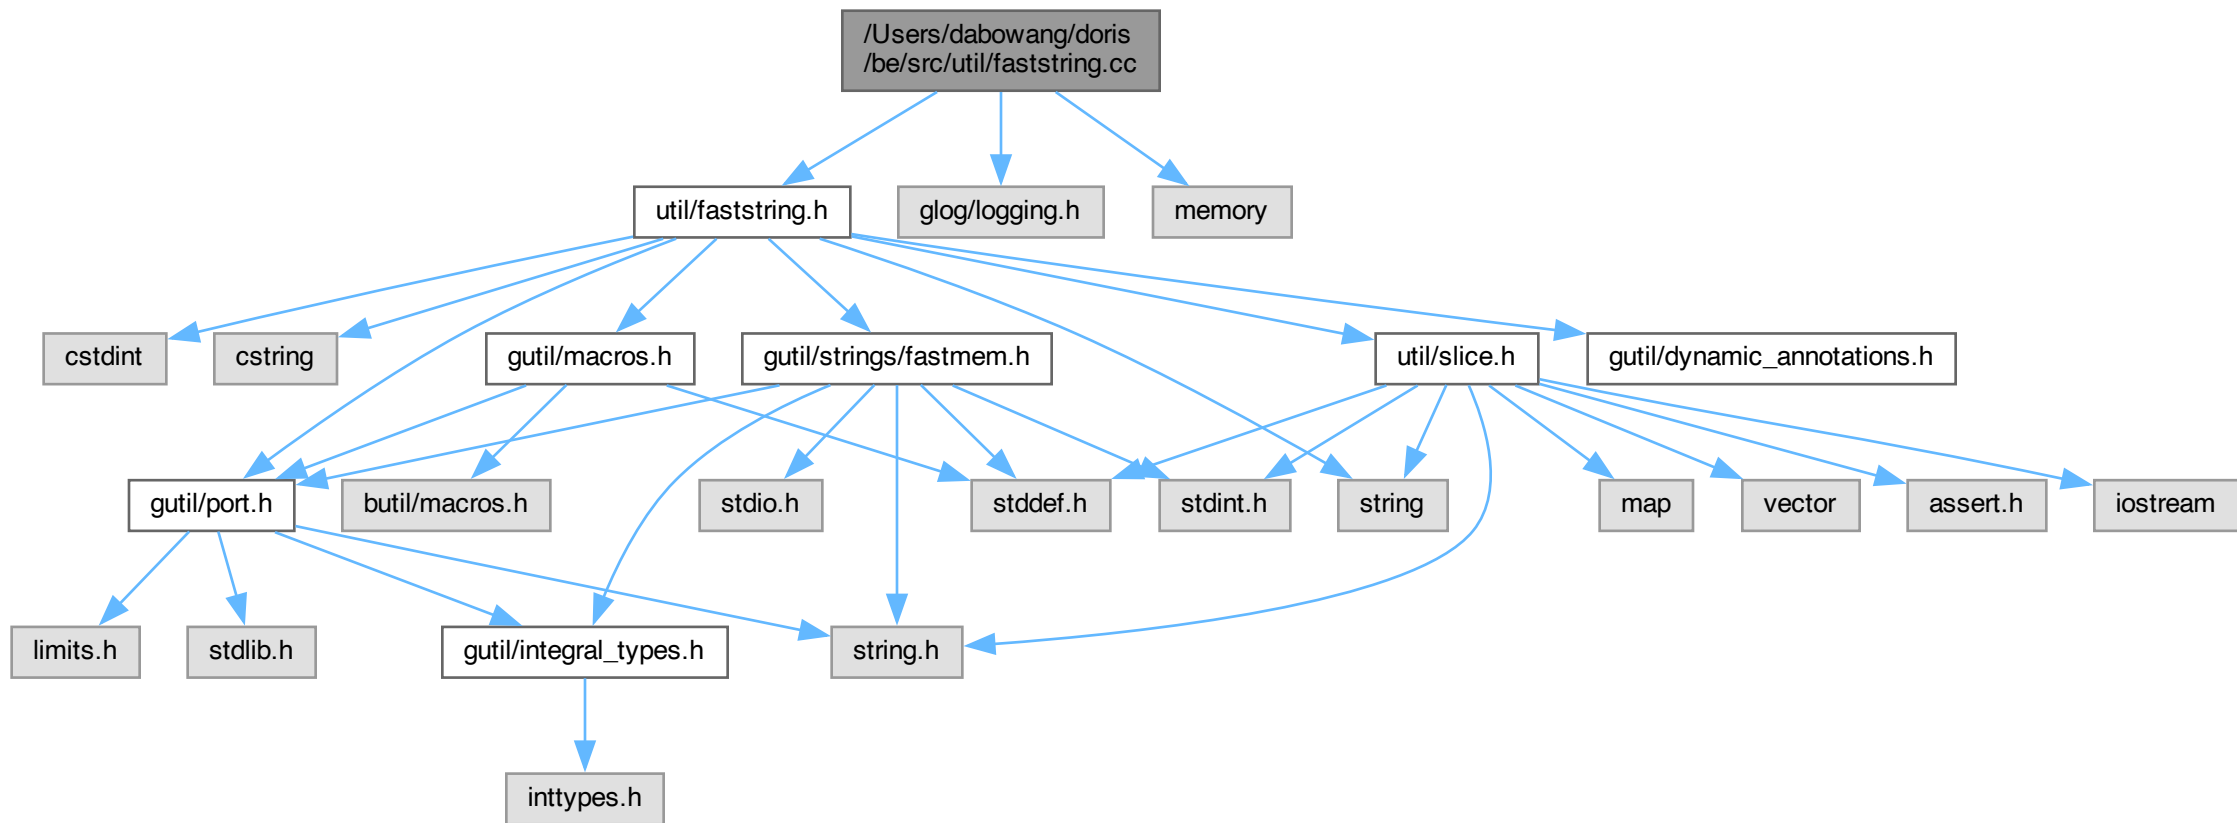 /Users/dabowang/doris
/be/src/util/faststring.cc
util/faststring.h
glog/logging.h
memory
cstdint
cstring
gutil/macros.h
gutil/strings/fastmem.h
util/slice.h
gutil/dynamic_annotations.h
gutil/port.h
butil/macros.h
stdio.h
stddef.h
stdint.h
string
map
vector
assert.h
iostream
limits.h
stdlib.h
gutil/integral_types.h
string.h
inttypes.h